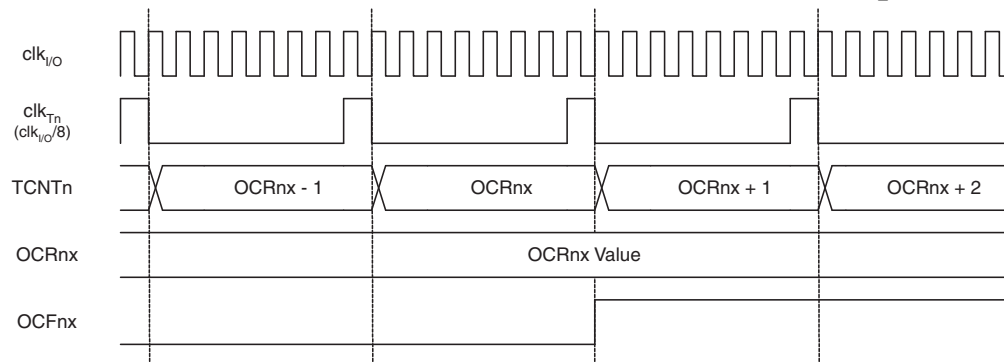 clkI/O
clkTn
(clkI/O/8)
TCNTn OCRnx - 1 OCRnx OCRnx + 1 OCRnx + 2
OCRnx OCRnx Value
OCFnx